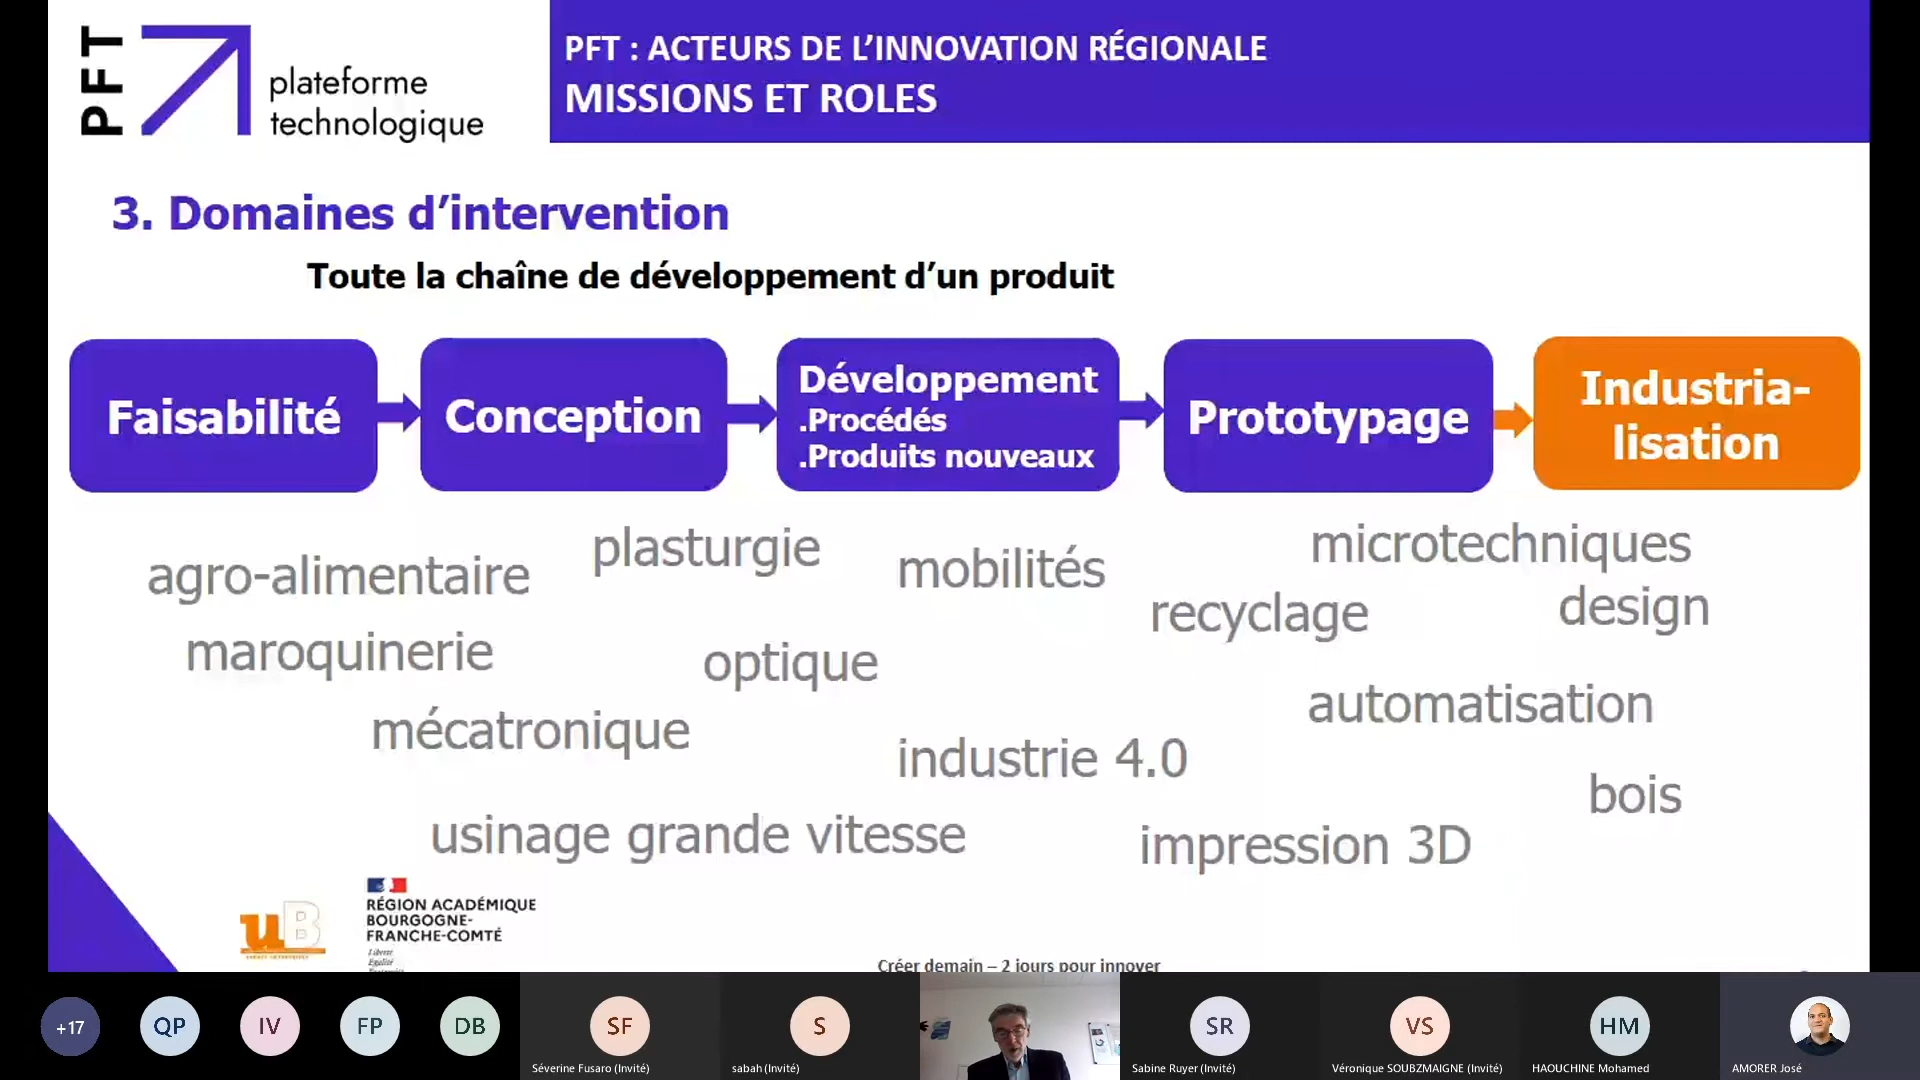 PFT
plateforme
technologique
PFT : ACTEURS DE L’INNOVATION RÉGIONALE
MISSIONS ET ROLES
3. Domaines d’intervention
Toute la chaîne de développement d’un produit
Faisabilité
Conception
Développement
.Procédés
.Produits nouveaux
Prototypage
Industria-
lisation
agro-alimentaire
plasturgie
mobilités
microtechniques
recyclage
design
maroquinerie
optique
mécatronique
automatisation
industrie 4.0
bois
usinage grande vitesse
impression 3D
uB
RÉGION ACADÉMIQUE
BOURGOGNE-
FRANCHE-COMTÉ
Liberté
Égalité
Créer demain – 2 jours pour innover
+17
QP
IV
FP
DB
SF
Séverine Fusaro (Invité)
S
sabah (Invité)
SR
Sabine Ruyer (Invité)
VS
Véronique SOUBZMAIGNE (Invité)
HM
HAOUCHINE Mohamed
AMORER José